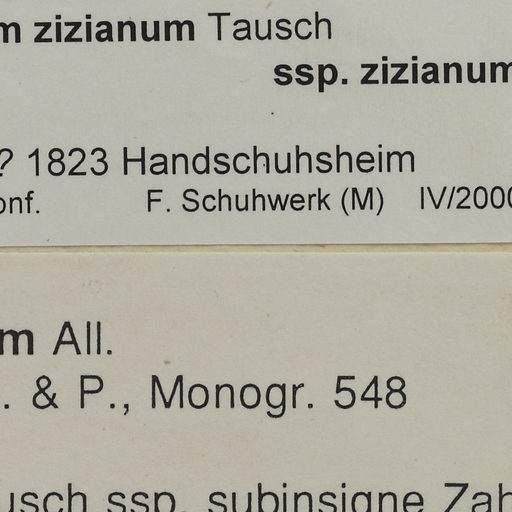 m zizianum Tausch
ssp. zizianum
? 1823 Handschuhsheim
onf. F. Schuhwerk (M) IV/2000
m All.
. & P., Monogr. 548
usch ssp. subinsigne Zah